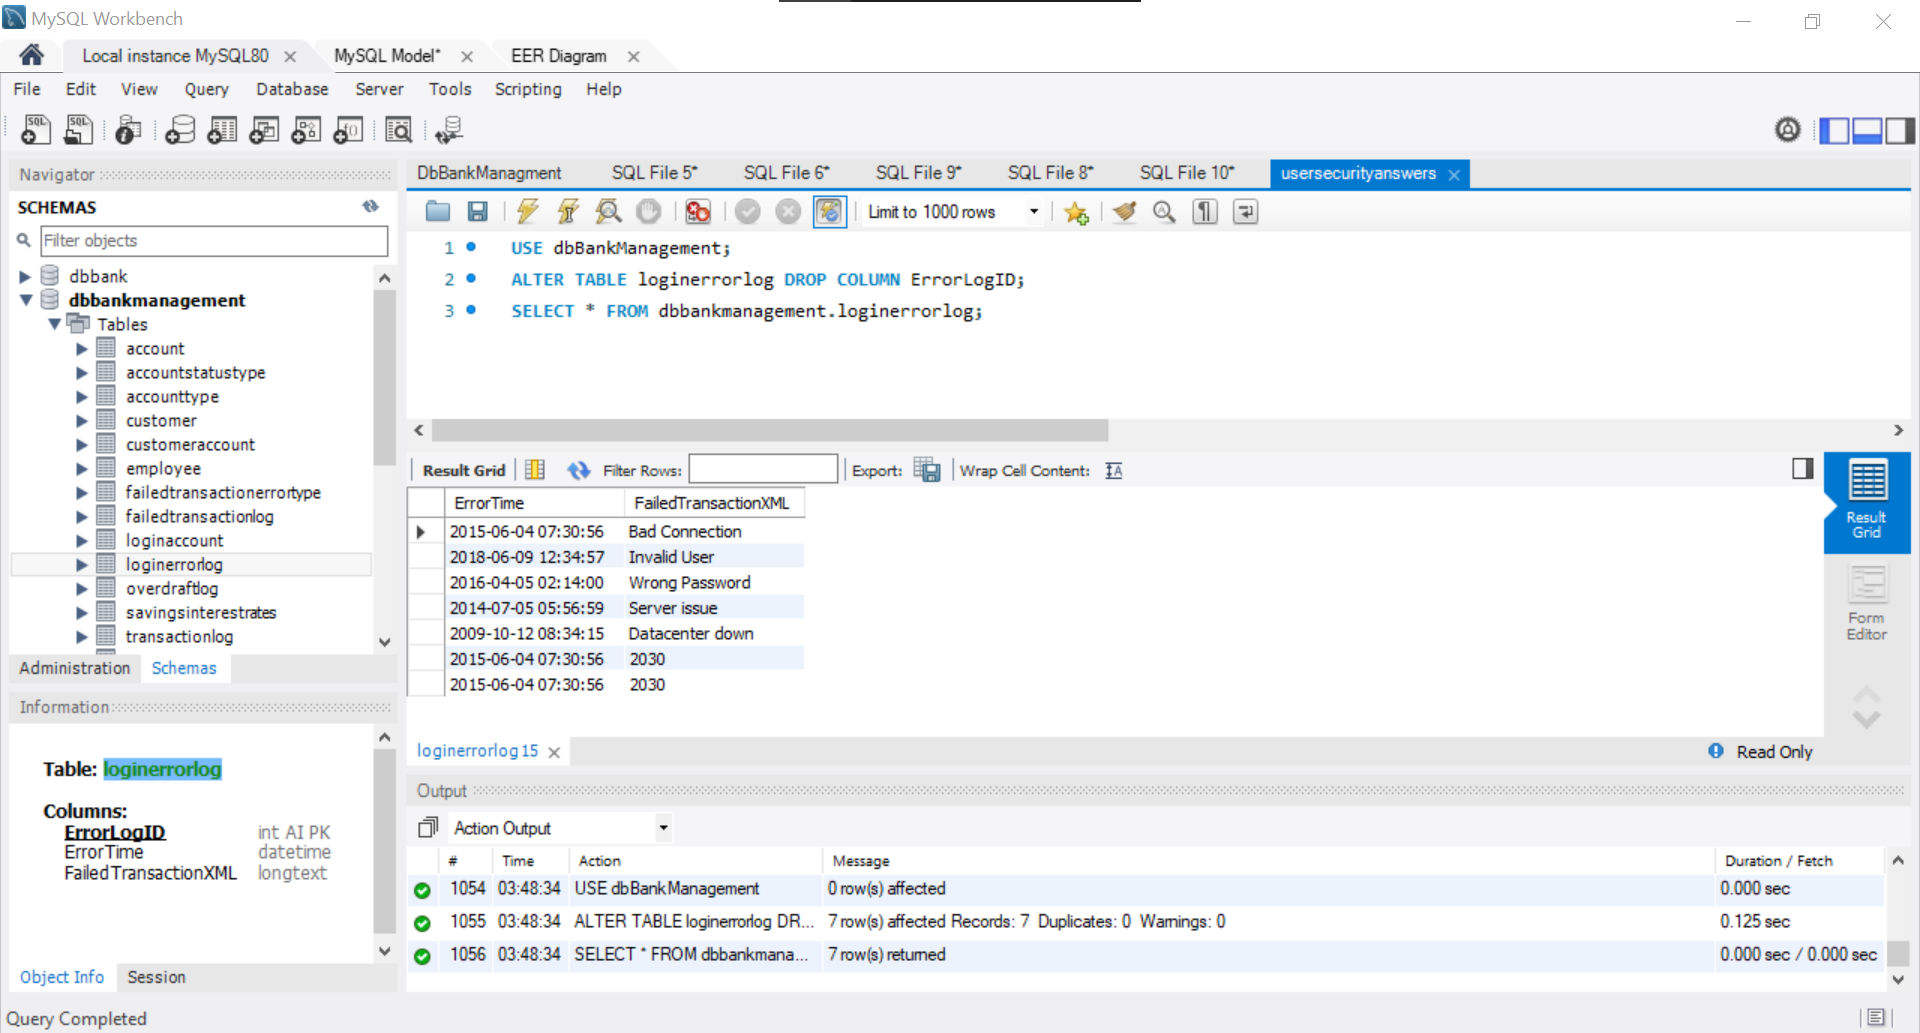 MySQL Workbench
Local instance MySQL80
MySQL Model*
EER Diagram
File Edit View Query Database Server Tools Scripting Help
Navigator
SCHEMAS
Filter objects
dbbank
dbbankmanagement
Tables
account
accountstatustype
accounttype
customer
customeraccount
employee
failedtransactionerrortype
failedtransactionlog
loginaccount
loginerrorlog
overdraftlog
savingsinterestrates
transactionlog
Administration Schemas
Information
Table: loginerrorlog
Columns:
ErrorLogID int AI PK
ErrorTime datetime
FailedTransactionXML longtext
Object Info Session
Query Completed
DbBankManagment SQL File 5* SQL File 6* SQL File 9* SQL File 8* SQL File 10* usersecurityanswers
Limit to 1000 rows
1 USE dbBankManagement;
2 ALTER TABLE loginerrorlog DROP COLUMN ErrorLogID;
3 SELECT * FROM dbbankmanagement.loginerrorlog;
Result Grid Filter Rows: Export: Wrap Cell Content:
ErrorTime FailedTransactionXML
2015-06-04 07:30:56 Bad Connection
2018-06-09 12:34:57 Invalid User
2016-04-05 02:14:00 Wrong Password
2014-07-05 05:56:59 Server issue
2009-10-12 08:34:15 Datacenter down
2015-06-04 07:30:56 2030
2015-06-04 07:30:56 2030
Result
Grid
Form
Editor
loginerrorlog 15
Read Only
Output
Action Output
# Time Action Message Duration / Fetch
1054 03:48:34 USE dbBankManagement 0 row(s) affected 0.000 sec
1055 03:48:34 ALTER TABLE loginerrorlog DR... 7 row(s) affected Records: 7 Duplicates: 0 Warnings: 0 0.125 sec
1056 03:48:34 SELECT * FROM dbbankmana... 7 row(s) returned 0.000 sec / 0.000 sec